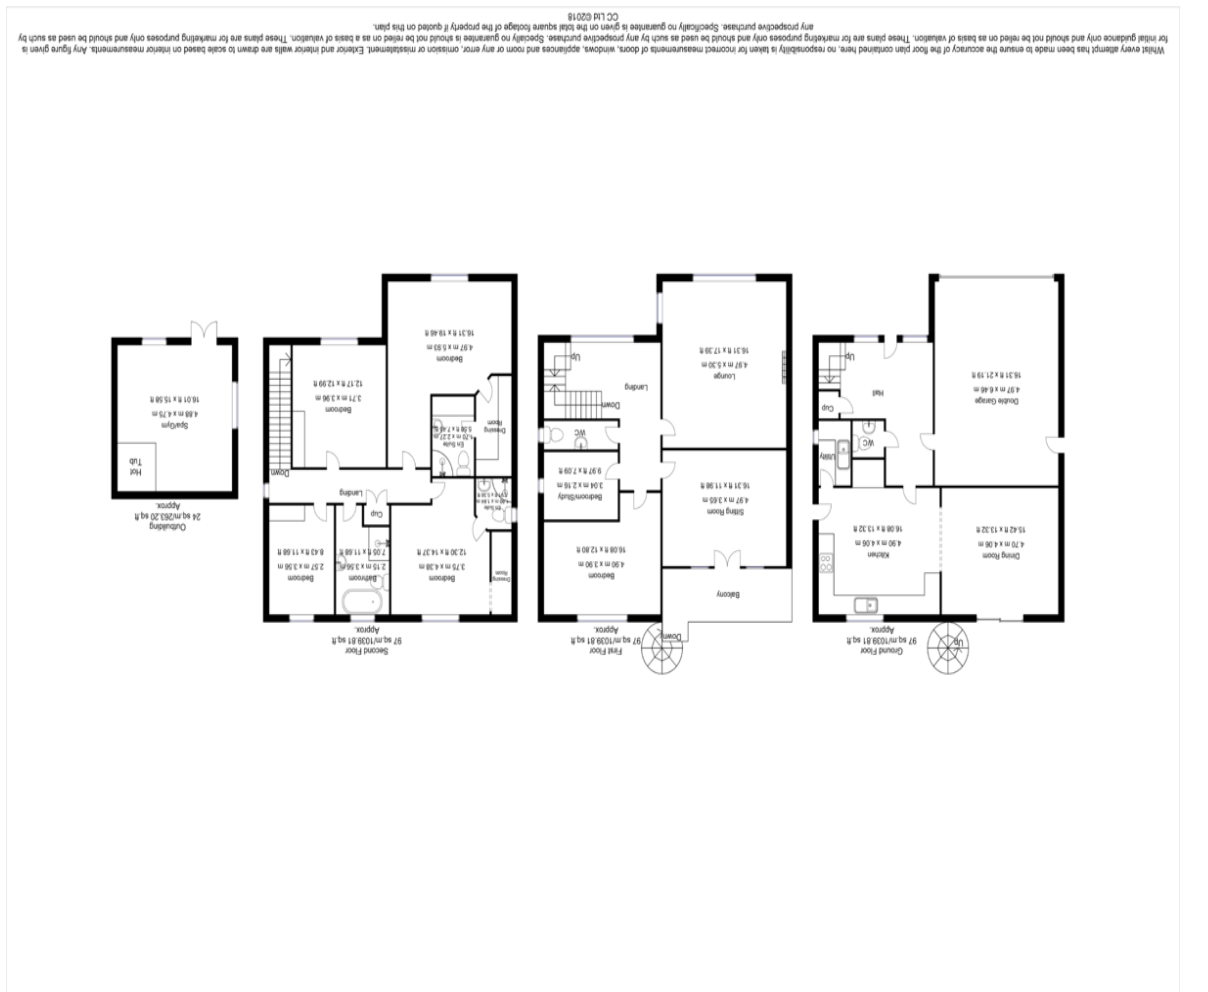 Ground Floor
Approx.
97 sq.m/1039.81 sq.ft
Up
Dining Room
4.70 m x 4.06 m
15.42 ft x 13.32 ft
Kitchen
4.90 m x 4.06 m
16.08 ft x 13.32 ft
Utility
WC
Cup
Hall
Up
Double Garage
4.97 m x 6.46 m
16.31 ft x 21.19 ft
First Floor
Approx.
97 sq.m/1039.81 sq.ft
Down
Balcony
Bedroom
4.90 m x 3.90 m
16.08 ft x 12.80 ft
Sitting Room
4.97 m x 3.65 m
16.31 ft x 11.98 ft
Bedroom/Study
3.04 m x 2.16 m
9.97 ft x 7.09 ft
WC
Down
Landing
Up
Lounge
4.97 m x 5.30 m
16.31 ft x 17.39 ft
Second Floor
Approx.
97 sq.m/1039.81 sq.ft
Dressing
Room
Bedroom
3.75 m x 4.38 m
12.30 ft x 14.37 ft
Bathroom
2.15 m x 3.56 m
7.05 ft x 11.68 ft
Bedroom
2.57 m x 3.56 m
8.43 ft x 11.68 ft
Cup
En Suite
Landing
Down
Dressing
Room
En Suite
1.70 m x 2.27 m
5.58 ft x 7.45 ft
Bedroom
3.71 m x 3.96 m
12.17 ft x 12.99 ft
Bedroom
4.97 m x 5.93 m
16.31 ft x 19.46 ft
Outbuilding
Approx.
24 sq.m/263.20 sq.ft
Hot
Tub
Spa/Gym
4.88 m x 4.75 m
16.01 ft x 15.58 ft
Whilst every attempt has been made to ensure the accuracy of the floor plan contained here, no responsibility is taken for incorrect measurements of doors, windows, appliances and room or any error, omission or misstatement. Exterior and interior walls are drawn to scale based on interior measurements. Any figure given is
for initial guidance only and should not be relied on as basis of valuation. These plans are for marketing purposes only and should be used as such by any prospective purchase. Specially no guarantee is should not be relied on as a basis of valuation. These plans are for marketing purposes only and should be used as such by
any prospective purchase. Specifically no guarantee is given on the total square footage of the property if quoted on this plan.
CC Ltd ©2018